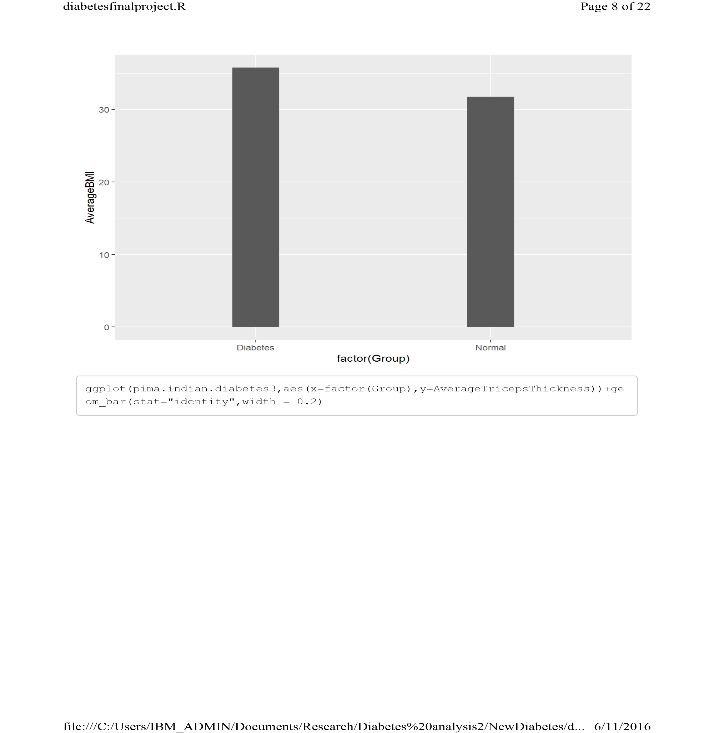 diabetesfinalproject.R Page 8 of 22
30
20
10
0
AverageBMI
Diabetes Normal
factor(Group)
ggplot(pima.indian.diabetes3,aes(x=factor(Group),y=AverageTricepsThickness))+ge
om_bar(stat="identity",width = 0.2)
file:///C:/Users/IBM_ADMIN/Documents/Research/Diabetes%20analysis2/NewDiabetes/d... 6/11/2016